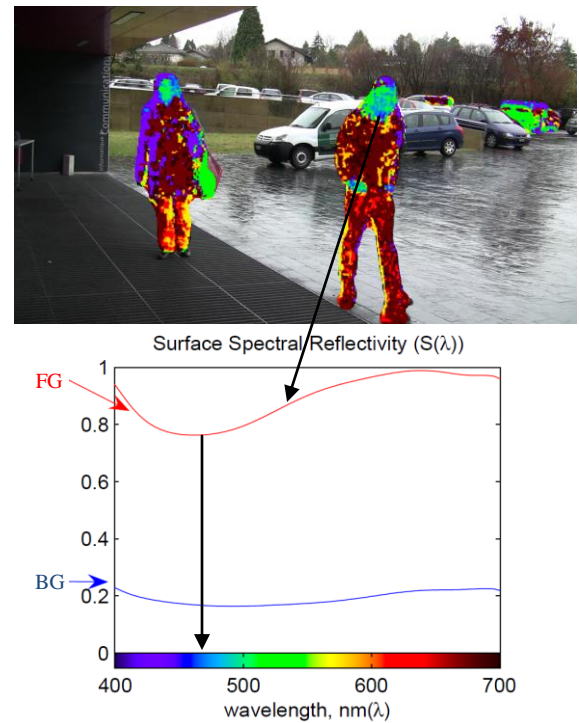 Communication
Surface Spectral Reflectivity (S(λ))
FG
BG
1
0.8
0.6
0.4
0.2
0
400
500
600
700
wavelength, nm(λ)